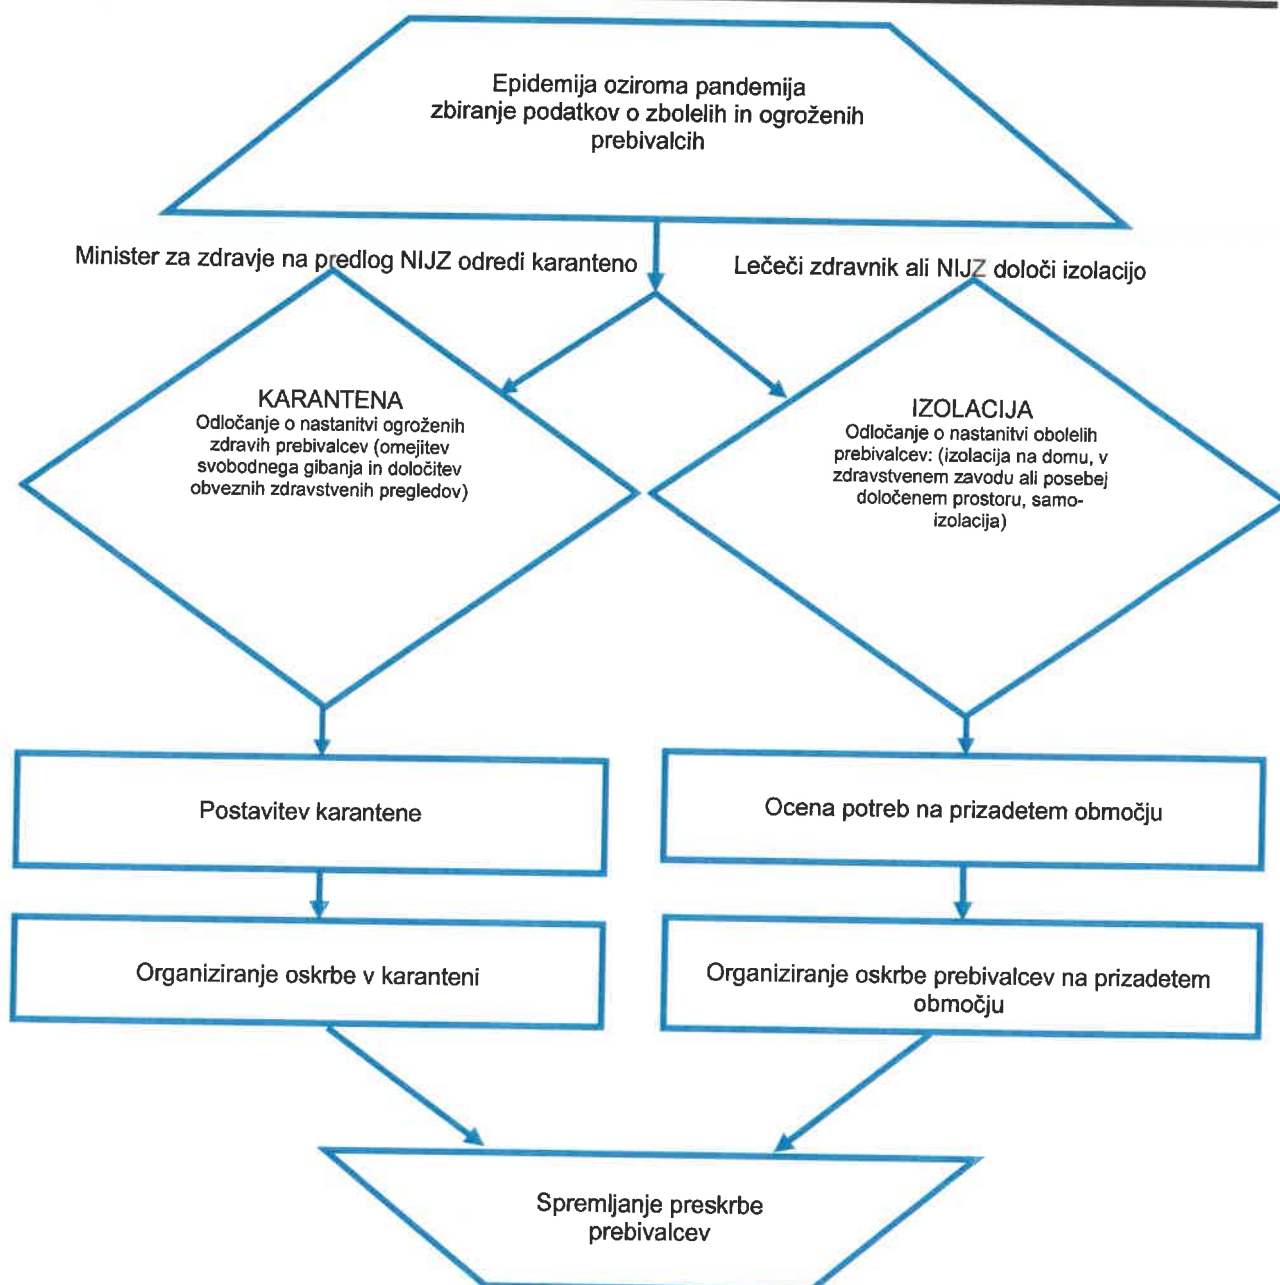 Epidemija oziroma pandemija
zbiranje podatkov o zbolelih in ogroženih
prebivalcih
Minister za zdravje na predlog NIJZ odredi karanteno
Lečeči zdravnik ali NIJZ določi izolacijo
KARANTENA
Odločanje o nastanitvi ogroženih
zdravih prebivalcev (omejitev
svobodnega gibanja in določitev
obveznih zdravstvenih pregledov)
IZOLACIJA
Odločanje o nastanitvi obolelih
prebivalcev: (izolacija na domu, v
zdravstvenem zavodu ali posebej
določenem prostoru, samo-
izolacija)
Postavitev karantene
Ocena potreb na prizadetem območju
Organiziranje oskrbe v karanteni
Organiziranje oskrbe prebivalcev na prizadetem
območju
Spremljanje preskrbe
prebivalcev